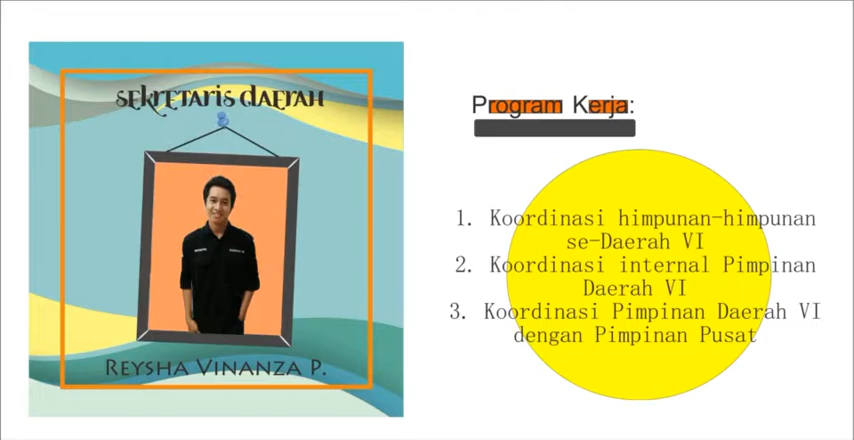 sekretaris daerah
Reysha Vinanza P.
Program Kerja:
1. Koordinasi himpunan-himpunan
se-Daerah VI
2. Koordinasi internal Pimpinan
Daerah VI
3. Koordinasi Pimpinan Daerah VI
dengan Pimpinan Pusat